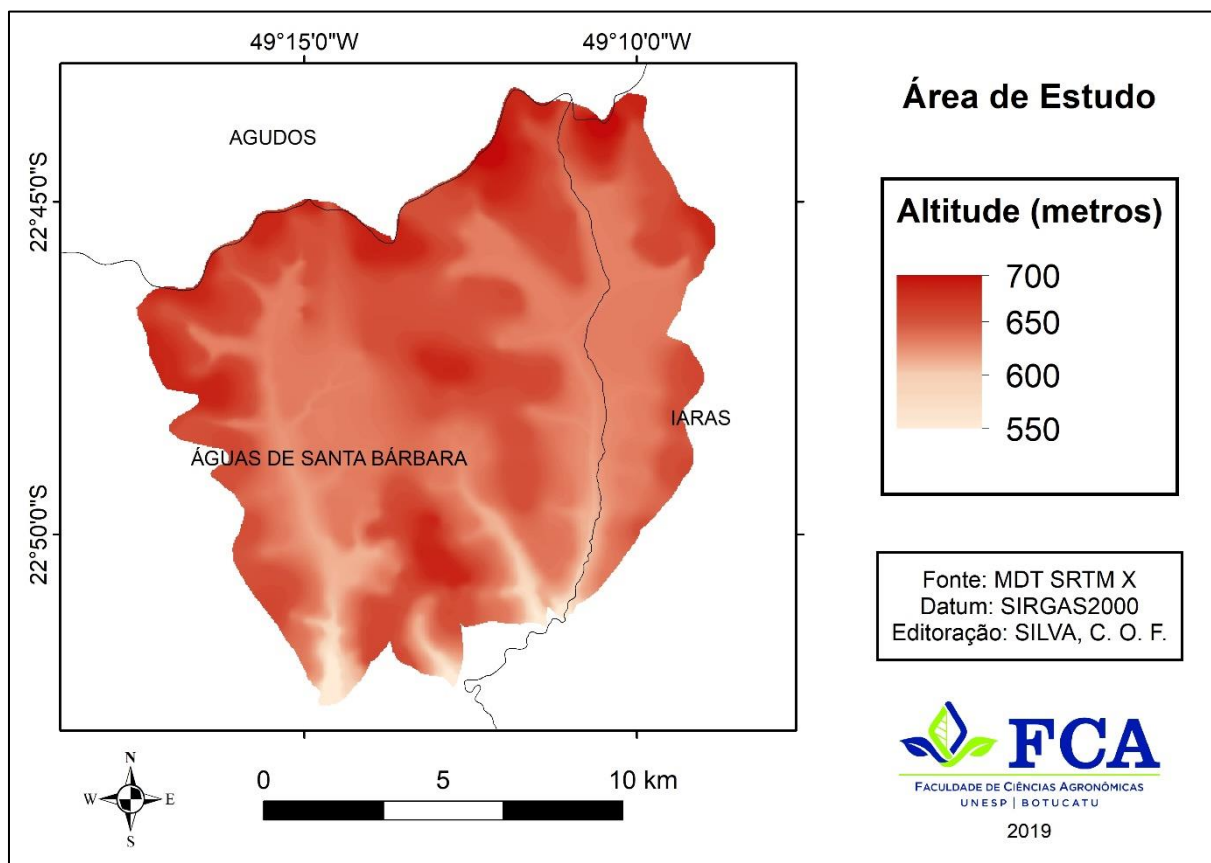 49°15'0"W
49°10'0"W
22°45'0"S
22°50'0"S
AGUDOS
IARAS
ÁGUAS DE SANTA BÁRBARA
N
W
E
S
0
5
10 km
Área de Estudo
Altitude (metros)
700
650
600
550
Fonte: MDT SRTM X
Datum: SIRGAS2000
Editoração: SILVA, C. O. F.
FCA
FACULDADE DE CIÊNCIAS AGRONÔMICAS
UNESP | BOTUCATU
2019